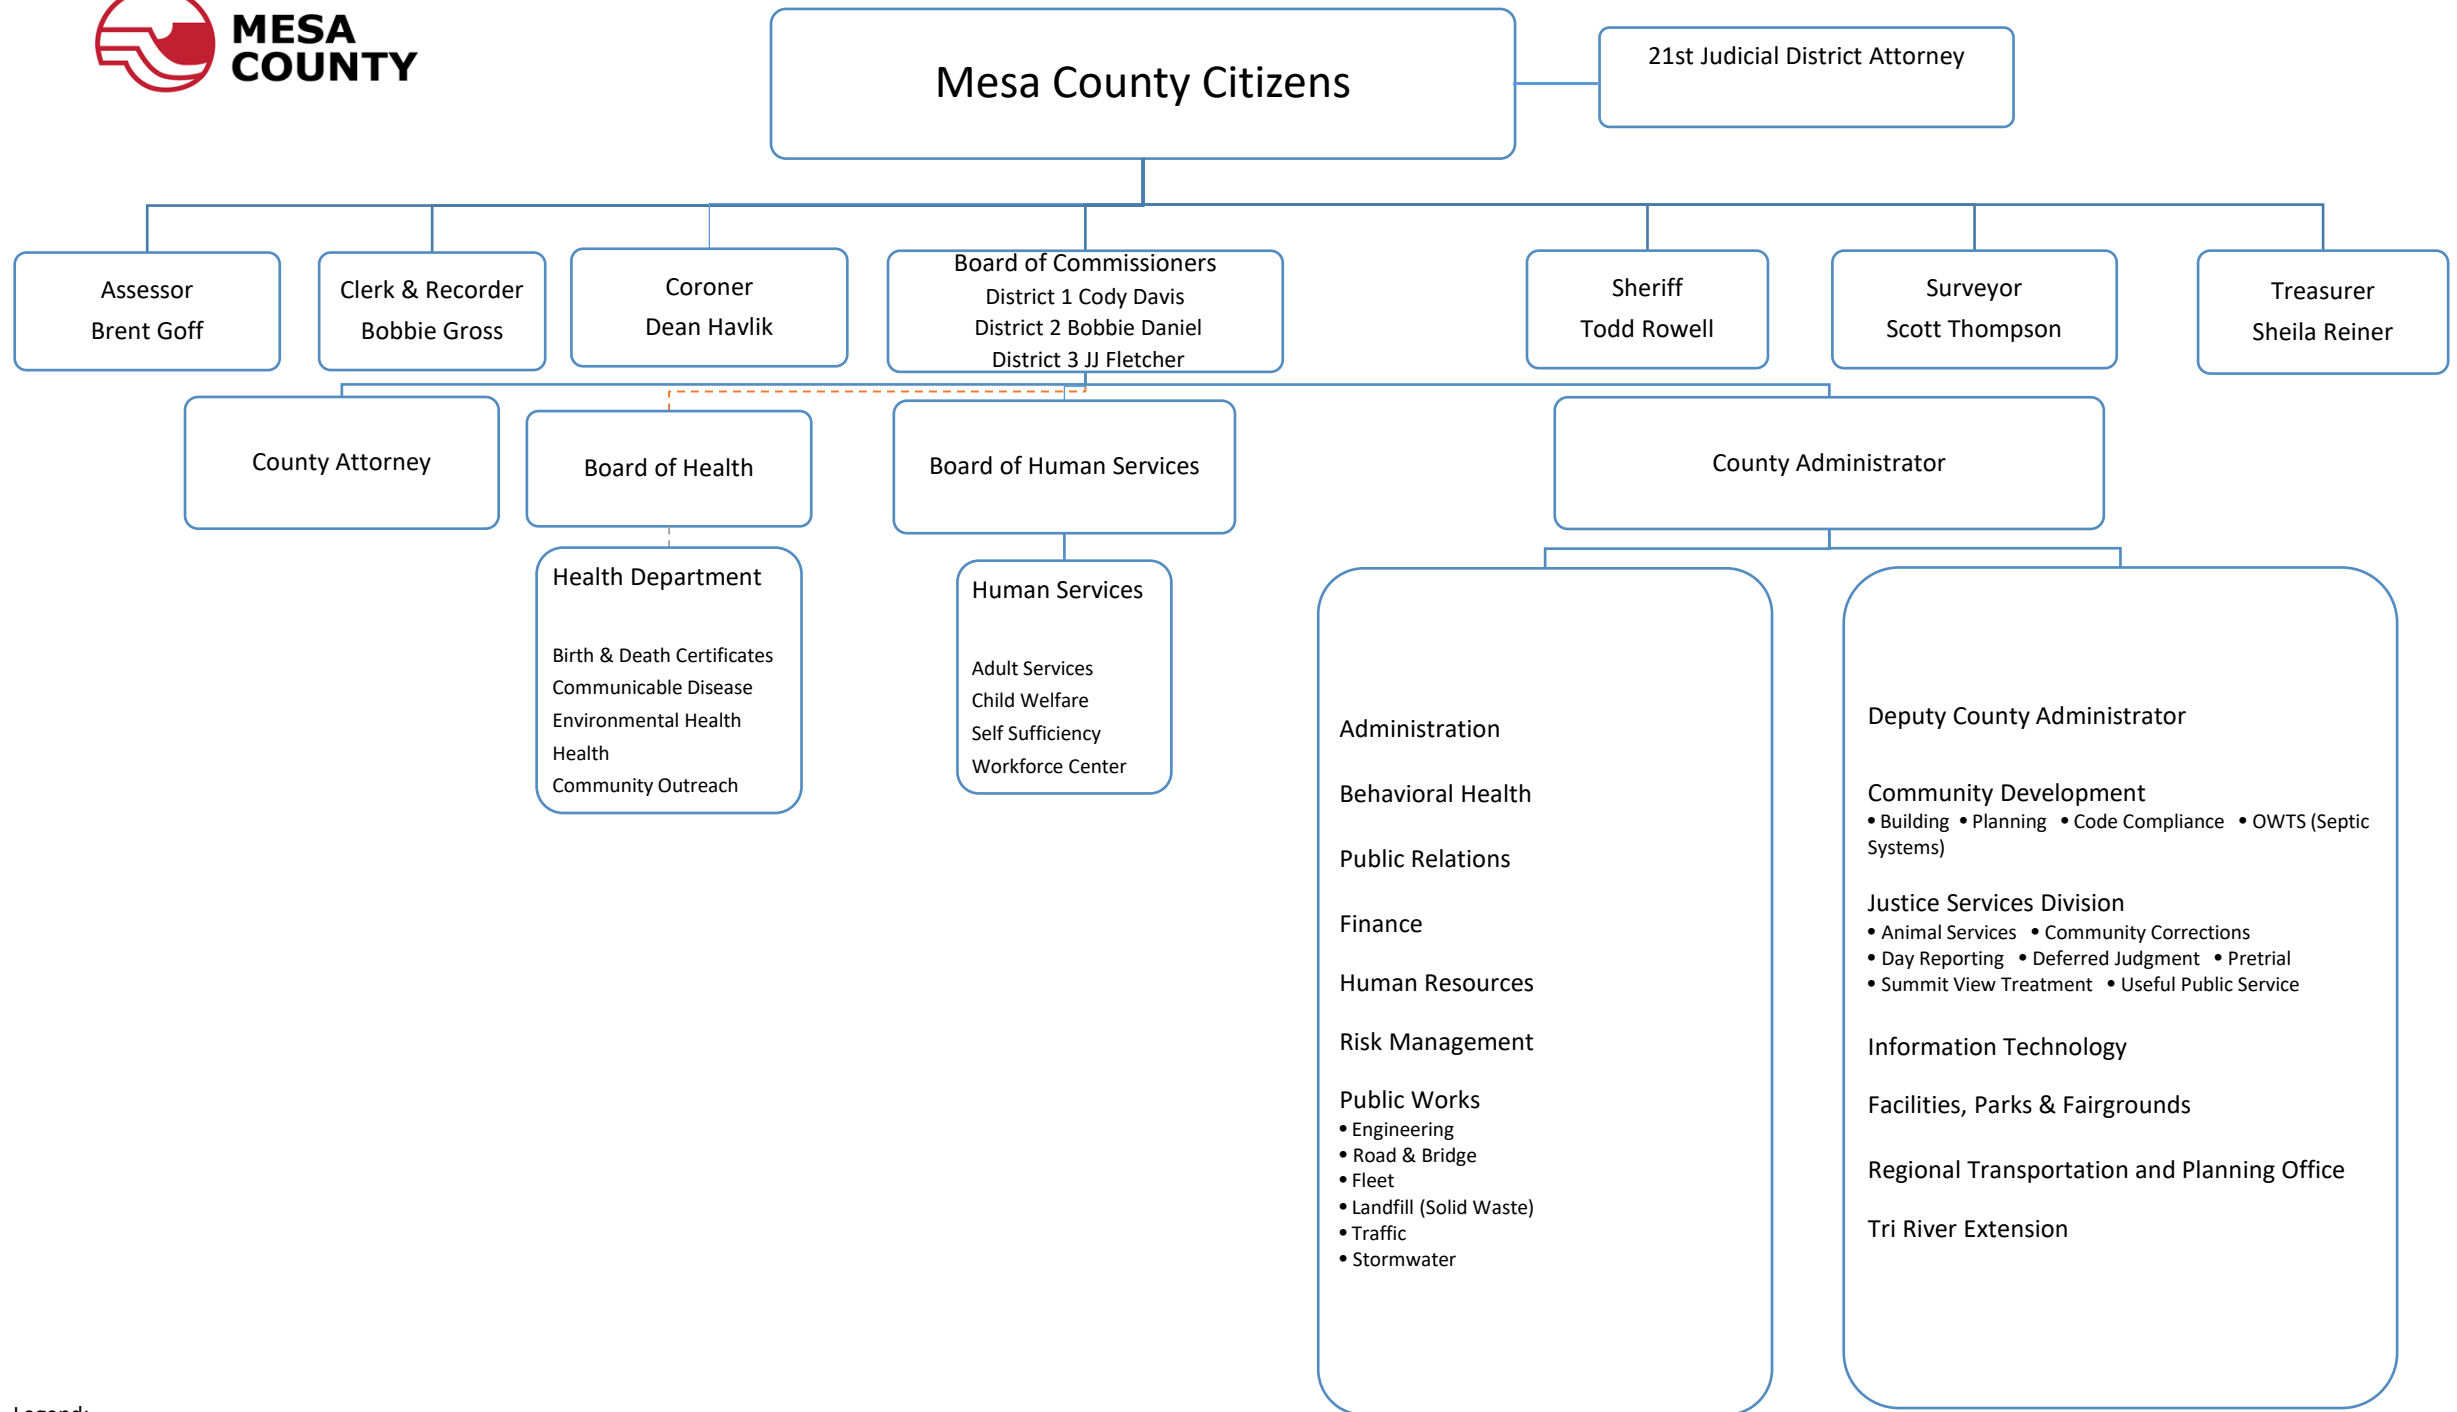 MESA
COUNTY
Mesa County Citizens
21st Judicial District Attorney
Assessor
Brent Goff
Clerk & Recorder
Bobbie Gross
Coroner
Dean Havlik
Board of Commissioners
District 1 Cody Davis
District 2 Bobbie Daniel
District 3 JJ Fletcher
Sheriff
Todd Rowell
Surveyor
Scott Thompson
Treasurer
Sheila Reiner
County Attorney
Board of Health
Board of Human Services
County Administrator
Health Department
Birth & Death Certificates
Communicable Disease
Environmental Health
Health
Community Outreach
Human Services
Adult Services
Child Welfare
Self Sufficiency
Workforce Center
Administration
Behavioral Health
Public Relations
Finance
Human Resources
Risk Management
Public Works
• Engineering
• Road & Bridge
• Fleet
• Landfill (Solid Waste)
• Traffic
• Stormwater
Deputy County Administrator
Community Development
• Building • Planning • Code Compliance • OWTS (Septic
Systems)
Justice Services Division
• Animal Services • Community Corrections
• Day Reporting • Deferred Judgment • Pretrial
• Summit View Treatment • Useful Public Service
Information Technology
Facilities, Parks & Fairgrounds
Regional Transportation and Planning Office
Tri River Extension
Legend: